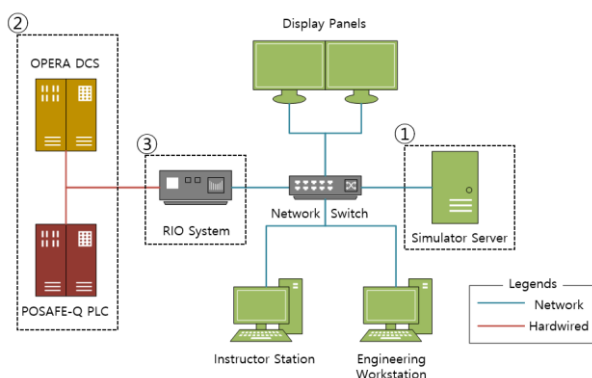 ②
OPERA DCS
POSAFE-Q PLC
③
RIO System
Display Panels
Network Switch
①
Simulator Server
Instructor Station
Engineering
Workstation
Legends
Network
Hardwired